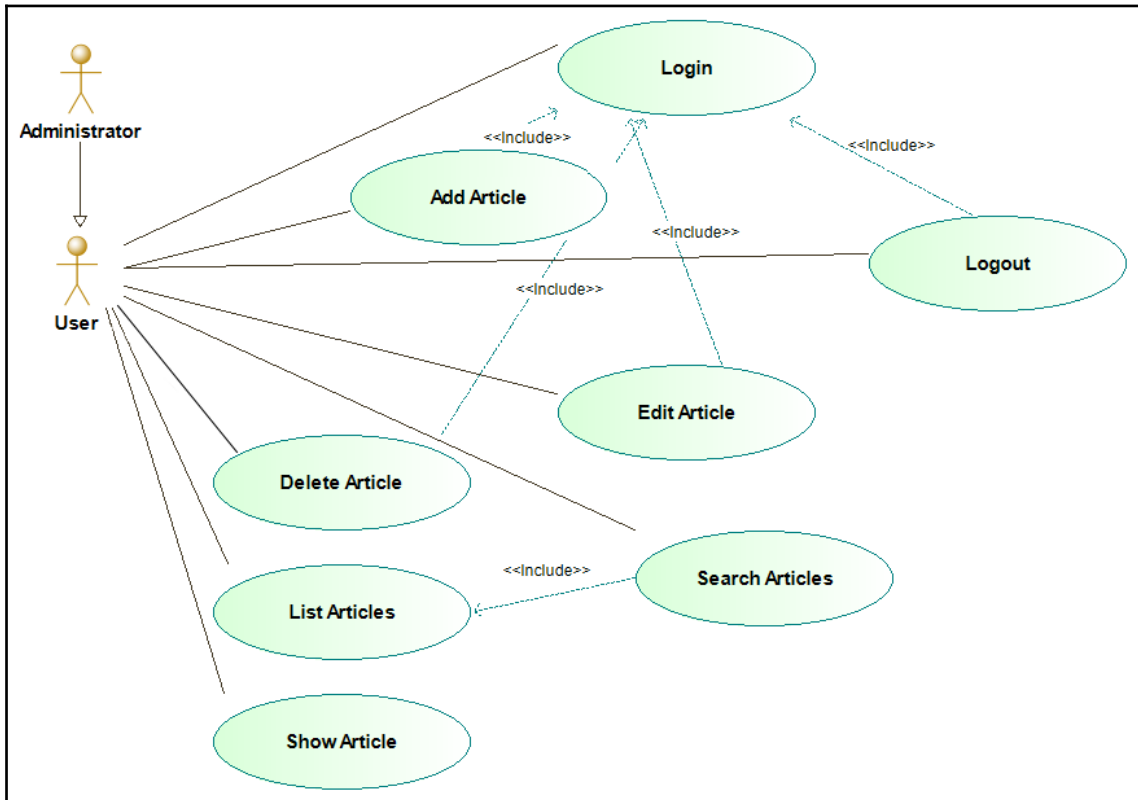 Login
Administrator
<<Include>>
<<Include>>
Add Article
<<Include>>
Logout
<<Include>>
User
Edit Article
Delete Article
<<Include>>
Search Articles
List Articles
Show Article